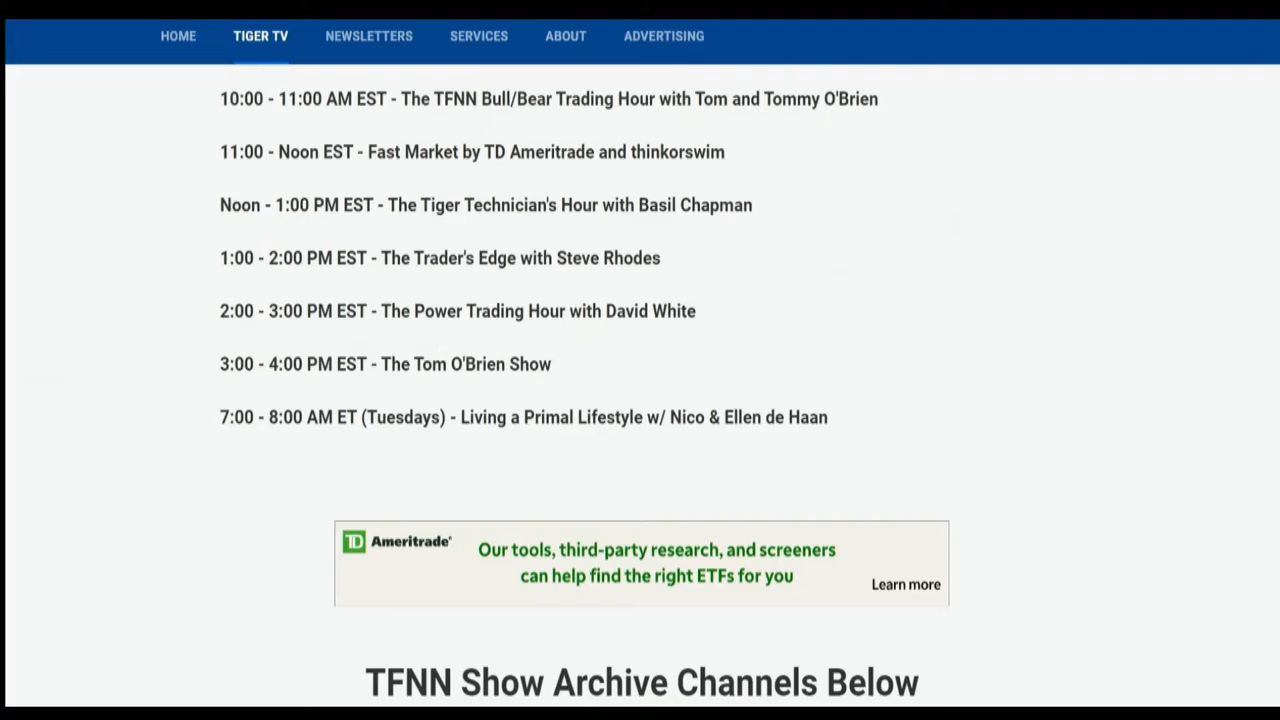 HOME TIGER TV NEWSLETTERS SERVICES ABOUT ADVERTISING
10:00 - 11:00 AM EST - The TFNN Bull/Bear Trading Hour with Tom and Tommy O'Brien
11:00 - Noon EST - Fast Market by TD Ameritrade and thinkorswim
Noon - 1:00 PM EST - The Tiger Technician's Hour with Basil Chapman
1:00 - 2:00 PM EST - The Trader's Edge with Steve Rhodes
2:00 - 3:00 PM EST - The Power Trading Hour with David White
3:00 - 4:00 PM EST - The Tom O'Brien Show
7:00 - 8:00 AM ET (Tuesdays) - Living a Primal Lifestyle w/ Nico & Ellen de Haan
TD Ameritrade
Our tools, third-party research, and screeners
can help find the right ETFs for you
Learn more
TFNN Show Archive Channels Below